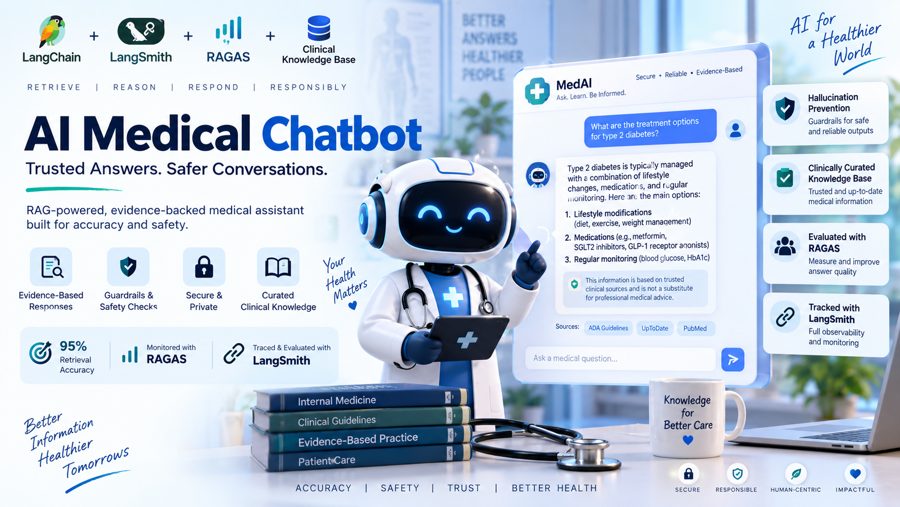 LangChain + LangSmith + RAGAS + Clinical Knowledge Base
RETRIEVE | REASON | RESPOND | RESPONSIBLY
AI Medical Chatbot
Trusted Answers. Safer Conversations.
RAG-powered, evidence-backed medical assistant
built for accuracy and safety.
Evidence-Based
Responses
Guardrails &
Safety Checks
Secure &
Private
Curated
Clinical Knowledge
95%
Retrieval
Accuracy
Monitored with
RAGAS
Traced & Evaluated with
LangSmith
Better
Information
Healthier
Tomorrows
Your
Health
Matters
BETTER
ANSWERS
HEALTHIER
PEOPLE
AI for
a Healthier
World
MedAI
Ask. Learn. Be Informed.
Secure • Reliable • Evidence-Based
What are the treatment options
for type 2 diabetes?
Type 2 diabetes is typically managed
with a combination of lifestyle
changes, medications, and regular
monitoring. Here are the main options:
1. Lifestyle modifications
(diet, exercise, weight management)
2. Medications (e.g., metformin,
SGLT2 inhibitors, GLP-1 receptor agonists)
3. Regular monitoring (blood glucose, HbA1c)
This information is based on trusted
clinical sources and is not a substitute
for professional medical advice.
Sources: ADA Guidelines UpToDate PubMed
Ask a medical question...
Hallucination
Prevention
Guardrails for safe
and reliable outputs
Clinically Curated
Knowledge Base
Trusted and up-to-date
medical information
Evaluated with
RAGAS
Measure and improve
answer quality
Tracked with
LangSmith
Full observability
and monitoring
Internal Medicine
Clinical Guidelines
Evidence-Based Practice
Patient Care
Knowledge
for
Better Care
ACCURACY | SAFETY | TRUST | BETTER HEALTH
SECURE
RESPONSIBLE
HUMAN-CENTRIC
IMPACTFUL